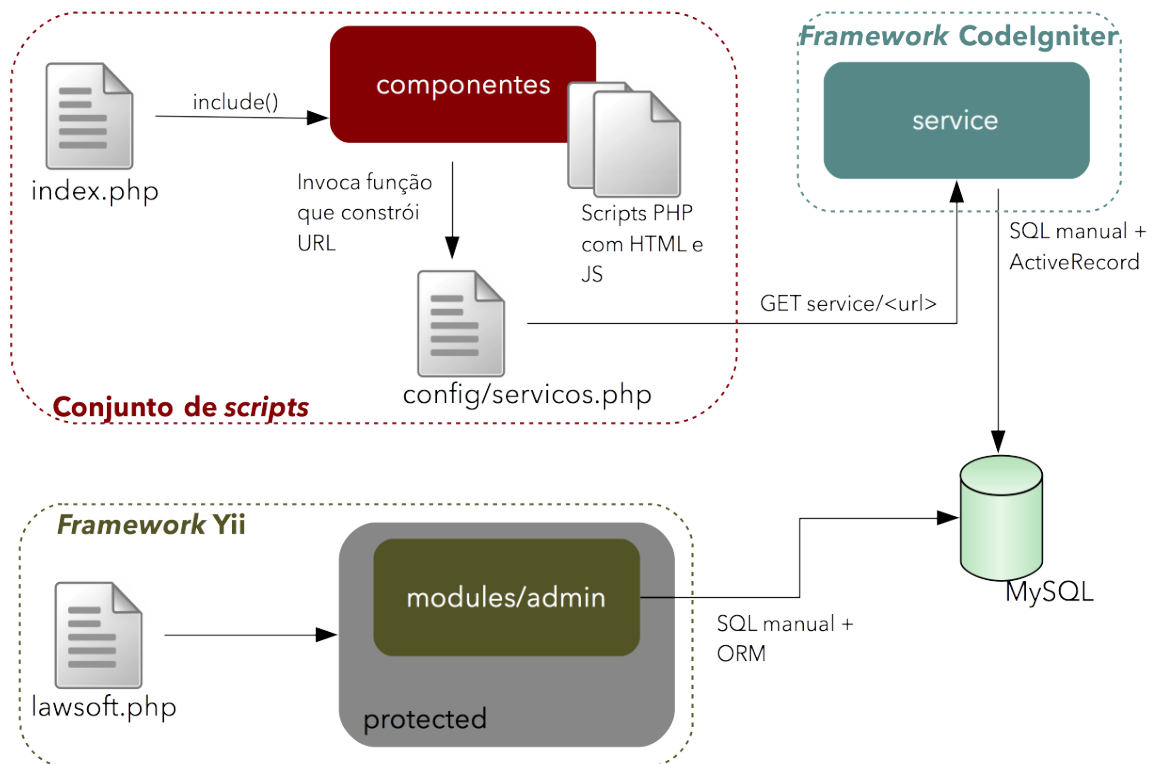 Framework CodeIgniter
componentes
service
include()
index.php
Invoca função
que constrói
URL
Scripts PHP
com HTML e
JS
SQL manual +
ActiveRecord
GET service/<url>
config/servicos.php
Conjunto de scripts
Framework Yii
modules/admin
MySQL
SQL manual +
ORM
lawsoft.php
protected